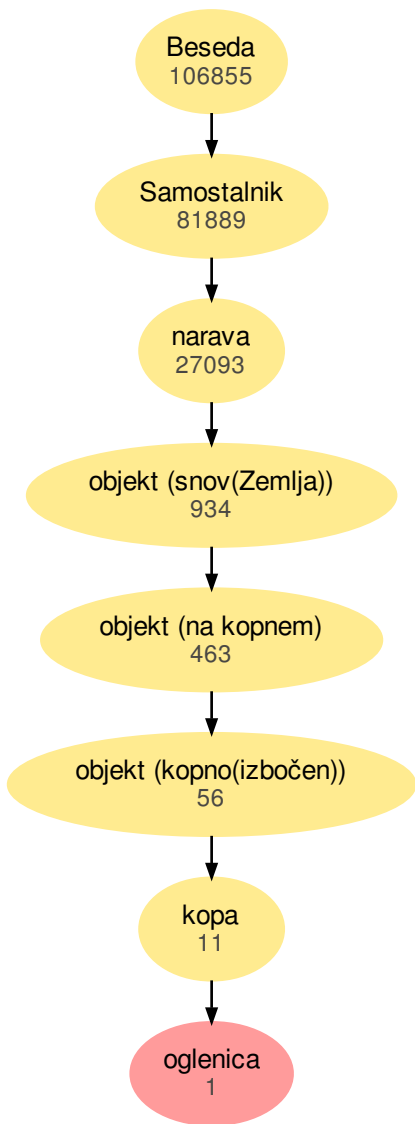 Beseda
106855
Samostalnik
81889
narava
27093
objekt (snov(Zemlja))
934
objekt (na kopnem)
463
objekt (kopno(izbočen))
56
kopa
11
oglenica
1